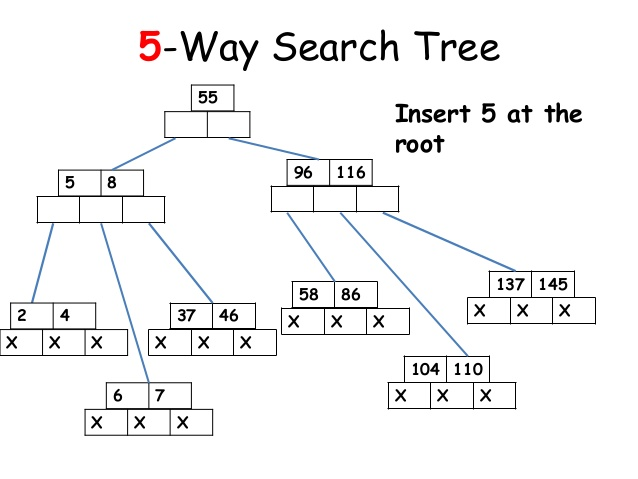 5-Way Search Tree
55
Insert 5 at the
root
5 8
96 116
2 4
X X X
6 7
X X X
37 46
X X X
58 86
X X X
104 110
X X X
137 145
X X X